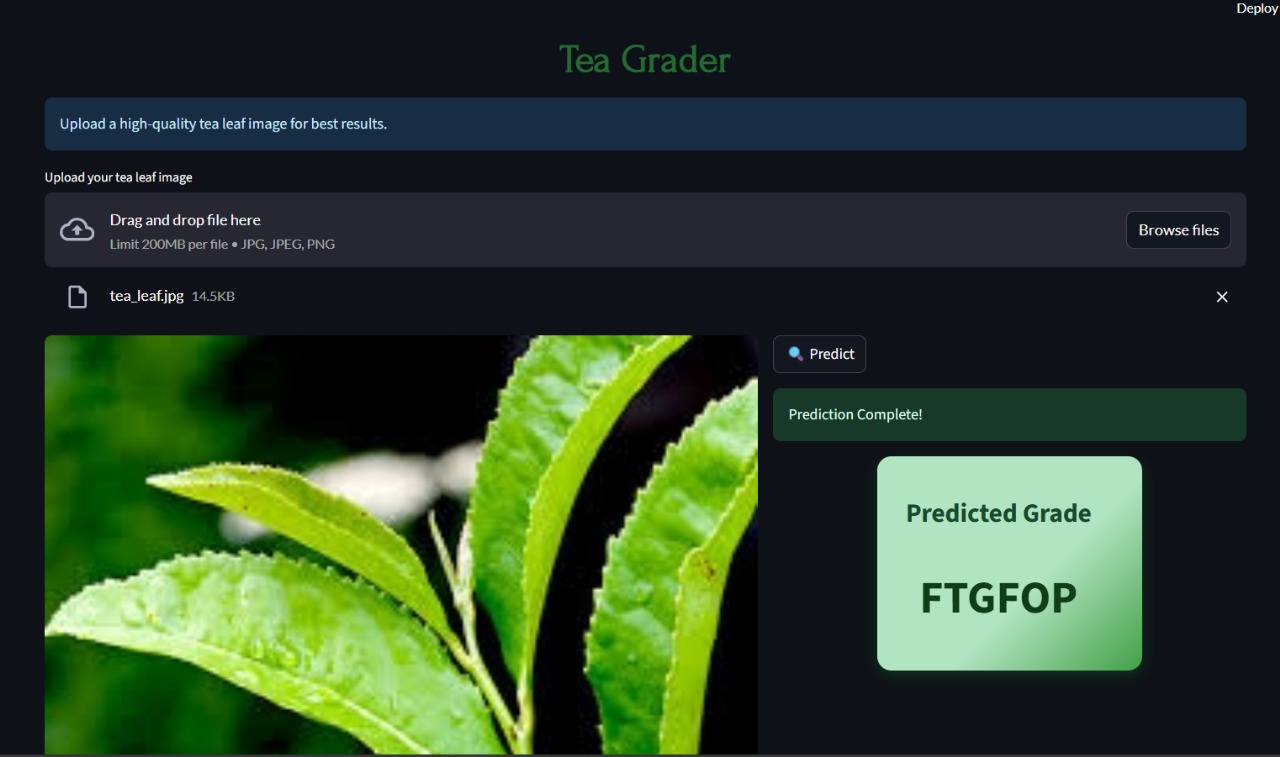 Deploy
Tea Grader
Upload a high-quality tea leaf image for best results.
Upload your tea leaf image
Drag and drop file here
Limit 200MB per file • JPG, JPEG, PNG
Browse files
tea_leaf.jpg 14.5KB
Predict
Prediction Complete!
Predicted Grade
FTGFOP